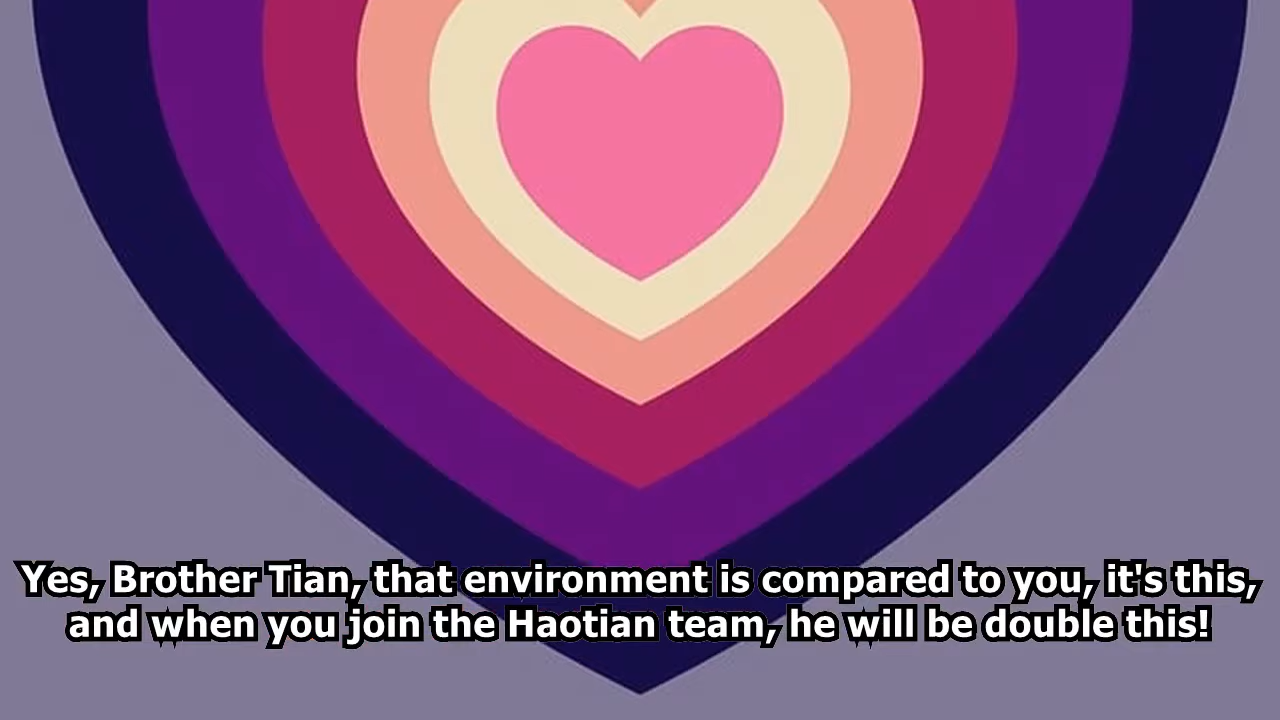 Yes, Brother Tian, that environment is compared to you, it's this,
and when you join the Haotian team, he will be double this!